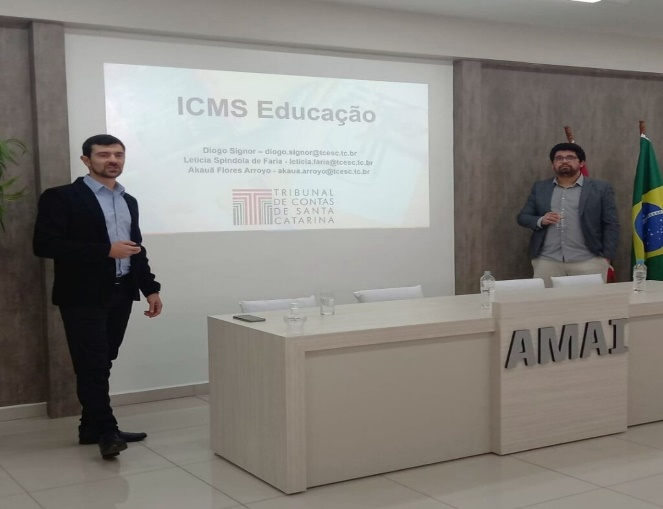 ICMS Educação
Diogo Signor – diogo.signor@tcesc.tc.br
Letícia Spíndola de Faria - leticia.faria@tcesc.tc.br
Akauã Flores Arroyo - akaua.arroyo@tcesc.tc.br
TRIBUNAL
DE CONTAS
DE SANTA
CATARINA
AMAI